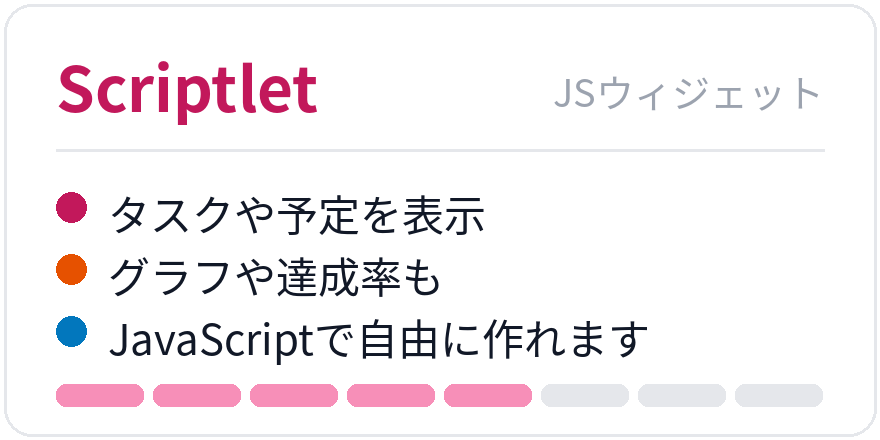 Scriptlet
JSウィジェット
タスクや予定を表示
グラフや達成率も
JavaScriptで自由に作れます